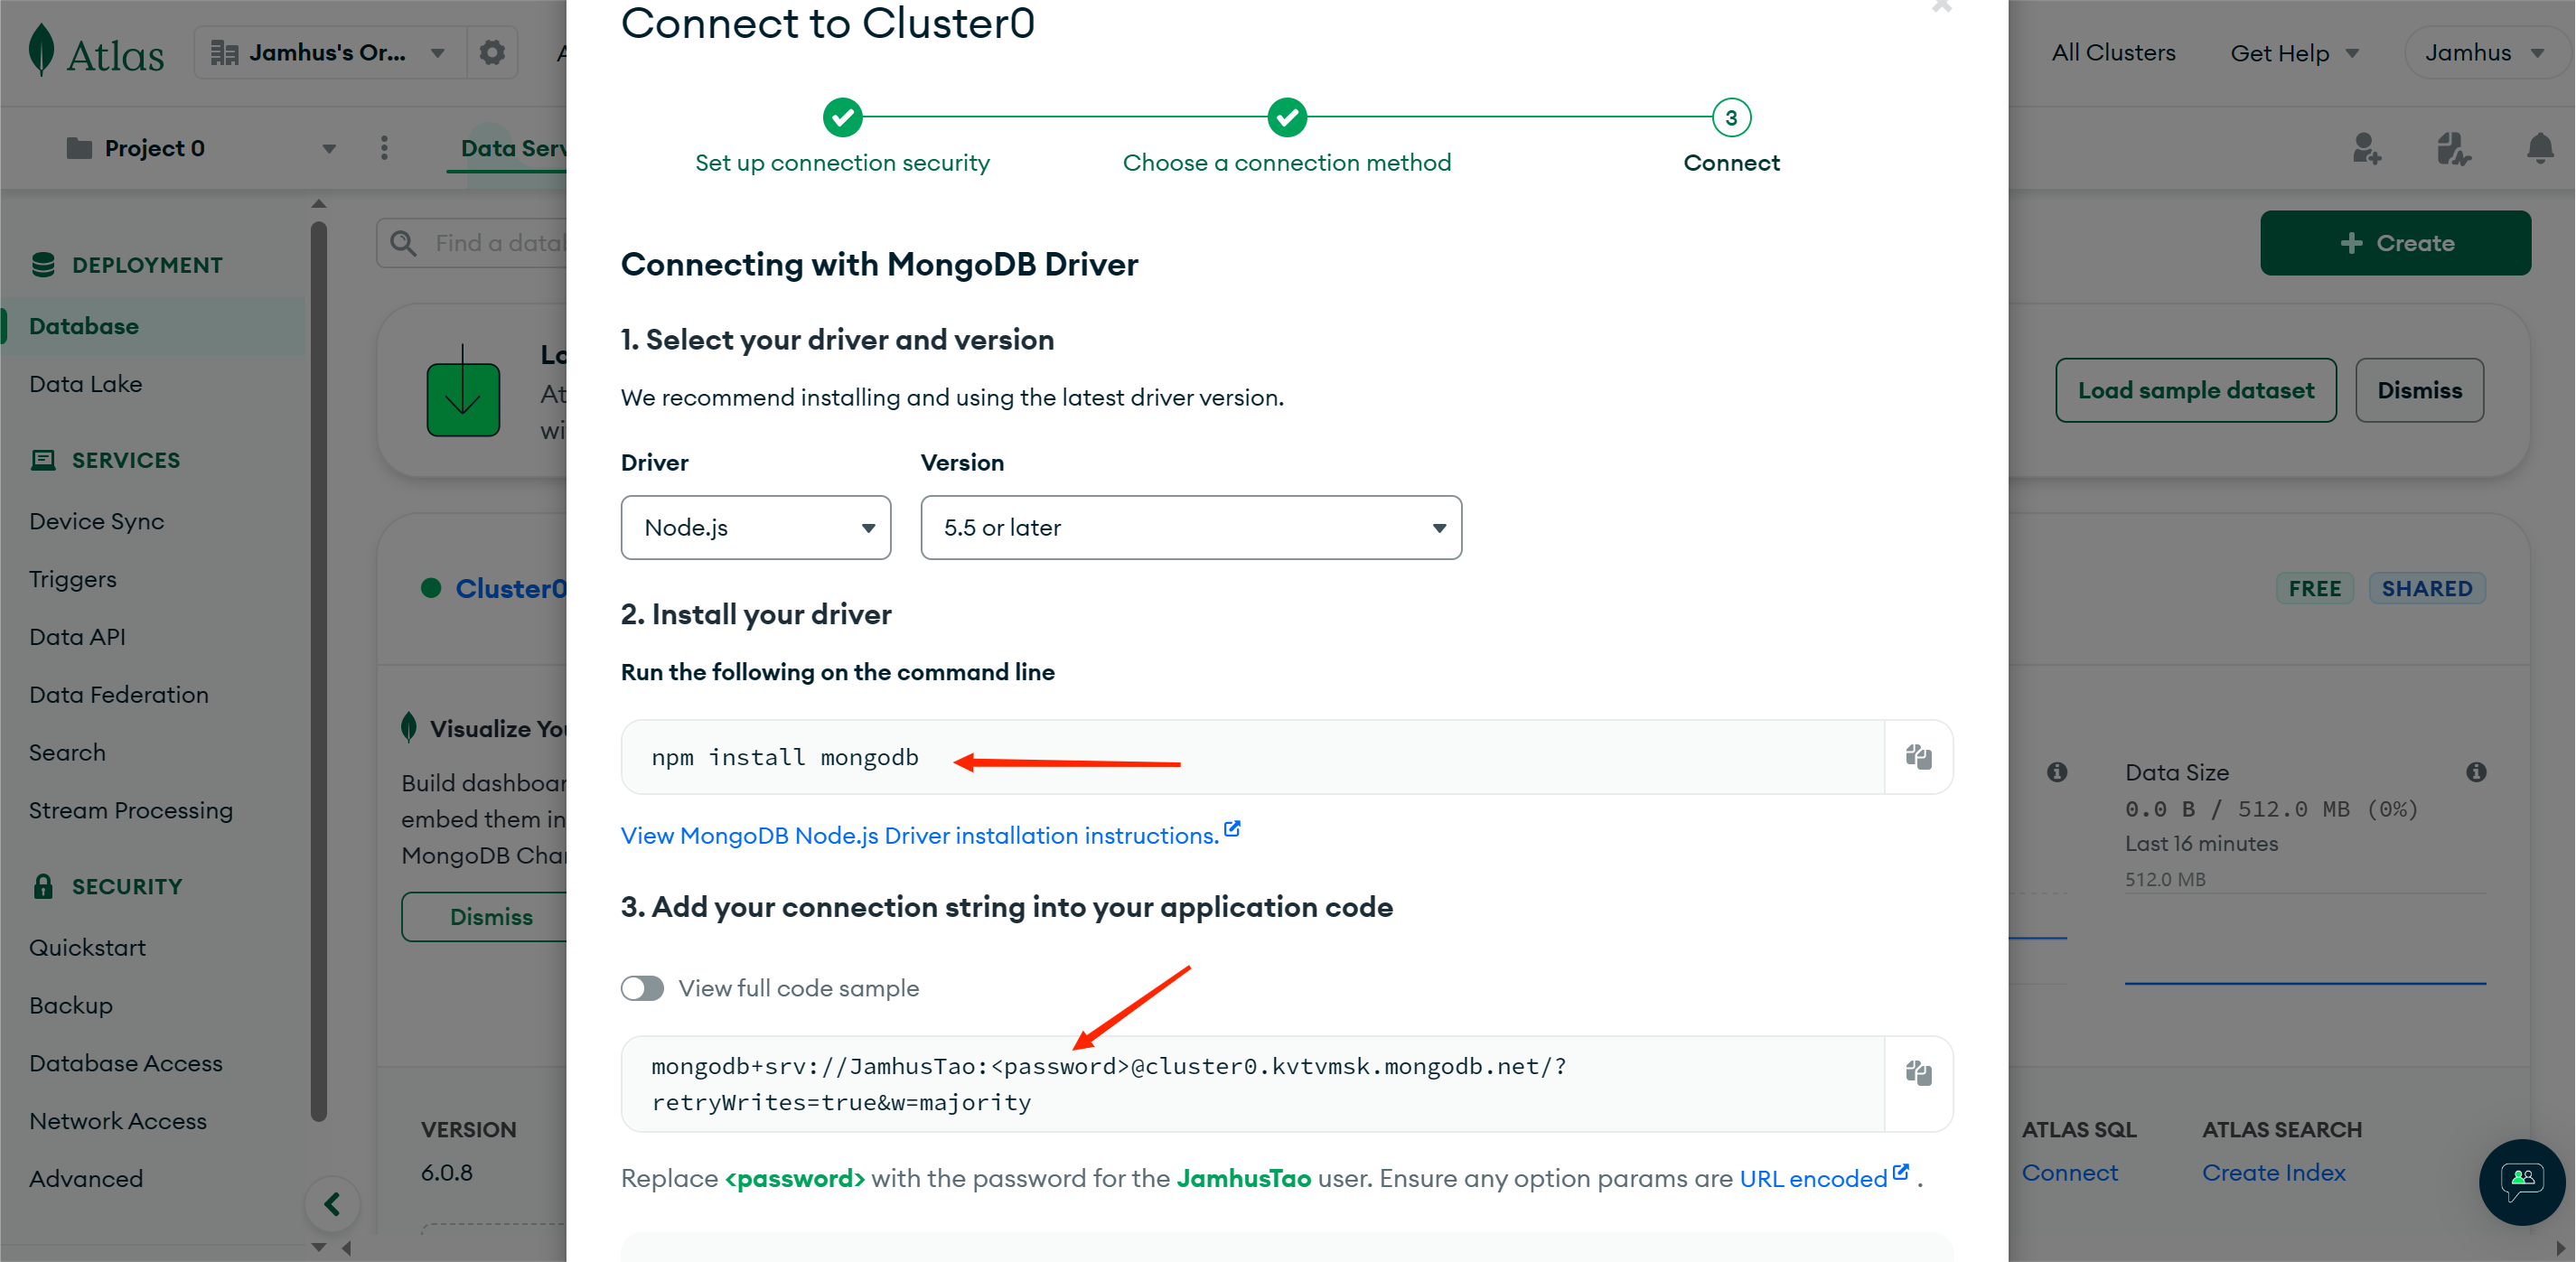 Connect to Cluster0
Atlas
Jamhus's Or...
All Clusters
Get Help
Jamhus
3
Set up connection security
Choose a connection method
Connect
Project 0
Data Serv
Find a datab
Create
DEPLOYMENT
Database
Data Lake
SERVICES
Device Sync
Triggers
Data API
Data Federation
Search
Stream Processing
SECURITY
Quickstart
Backup
Database Access
Network Access
Advanced
Load sample dataset
Dismiss
Cluster0
FREE
SHARED
Visualize You
Build dashboar
embed them in
MongoDB Char
Dismiss
VERSION
6.0.8
Connecting with MongoDB Driver
1. Select your driver and version
We recommend installing and using the latest driver version.
Driver
Version
Node.js
5.5 or later
2. Install your driver
Run the following on the command line
npm install mongodb
View MongoDB Node.js Driver installation instructions.
3. Add your connection string into your application code
View full code sample
mongodb+srv://JamhusTao:<password>@cluster0.kvtvmsk.mongodb.net/?
retryWrites=true&w=majority
Replace <password> with the password for the JamhusTao user. Ensure any option params are URL encoded .
Data Size
0.0 B / 512.0 MB (0%)
Last 16 minutes
512.0 MB
ATLAS SQL
Connect
ATLAS SEARCH
Create Index